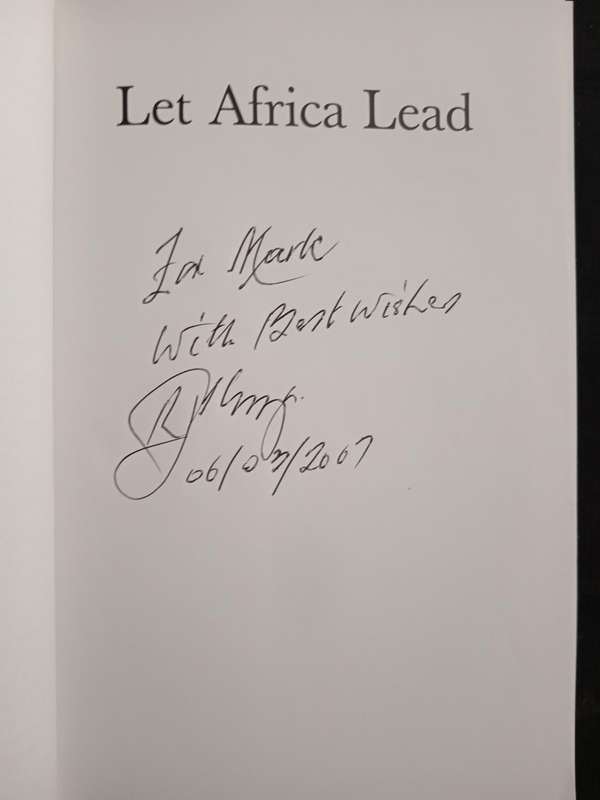 Let Africa Lead
For Mark
With Best Wishes
06/03/2007